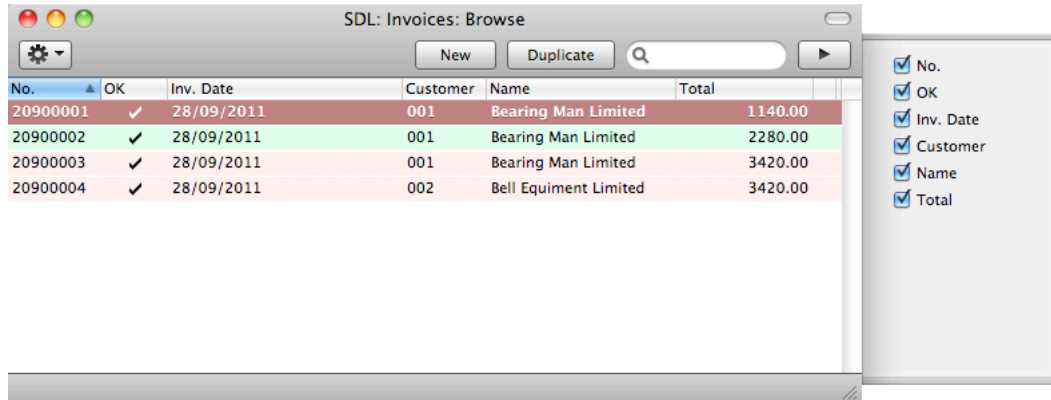 SDL: Invoices: Browse
New Duplicate
No. OK Inv. Date Customer Name Total
20900001 28/09/2011 001 Bearing Man Limited 1140.00
20900002 28/09/2011 001 Bearing Man Limited 2280.00
20900003 28/09/2011 001 Bearing Man Limited 3420.00
20900004 28/09/2011 002 Bell Equiment Limited 3420.00
No.
OK
Inv. Date
Customer
Name
Total